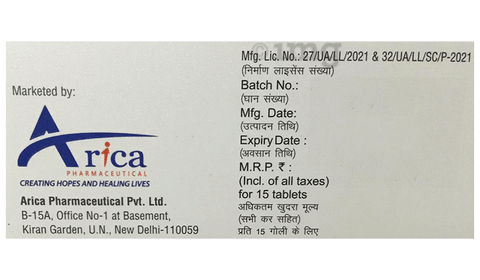 Marketed by:
Arica
PHARMACEUTICAL
CREATING HOPES AND HEALING LIVES
Arica Pharmaceutical Pvt. Ltd.
B-15A, Office No-1 at Basement,
Kiran Garden, U.N., New Delhi-110059
1mg
Mfg. Lic. No.: 27/UA/LL/2021 & 32/UA/LL/SC/P-2021
(निर्माण लाइसेंस संख्या)
Batch No.:
(घान संख्या)
Mfg. Date:
(उत्पादन तिथि)
Expiry Date:
(अवसान तिथि)
M.R.P. ₹ :
(Incl. of all taxes)
for 15 tablets
अधिकतम खुदरा मूल्य
(सभी कर सहित)
प्रति 15 गोली के लिए